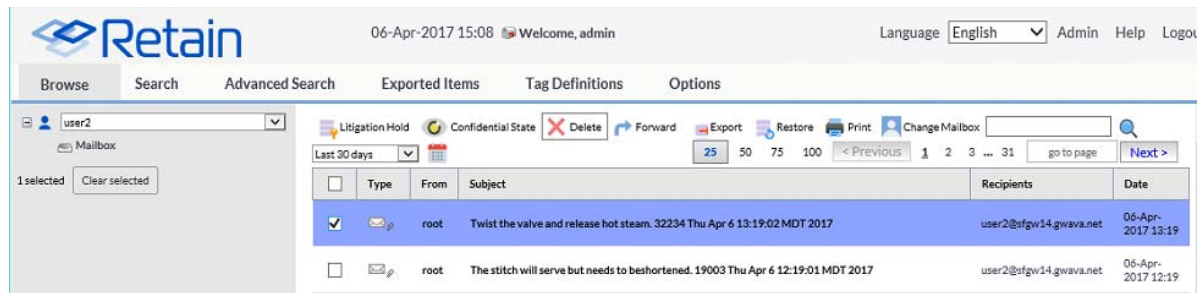 Retain
06-Apr-2017 15:08 Welcome, admin
Language English Admin Help Logou
Browse Search Advanced Search Exported Items Tag Definitions Options
user2
Mailbox
1 selected Clear selected
Litigation Hold Confidential State Delete Forward Export Restore Print Change Mailbox
Last 30 days 25 50 75 100 < Previous 1 2 3 ... 31 go to page Next >
Type From Subject Recipients Date
root Twist the valve and release hot steam. 32234 Thu Apr 6 13:19:02 MDT 2017 user2@sfgw14.gwava.net 06-Apr-
2017 13:19
root The stitch will serve but needs to beshortened. 19003 Thu Apr 6 12:19:01 MDT 2017 user2@sfgw14.gwava.net 06-Apr-
2017 12:19